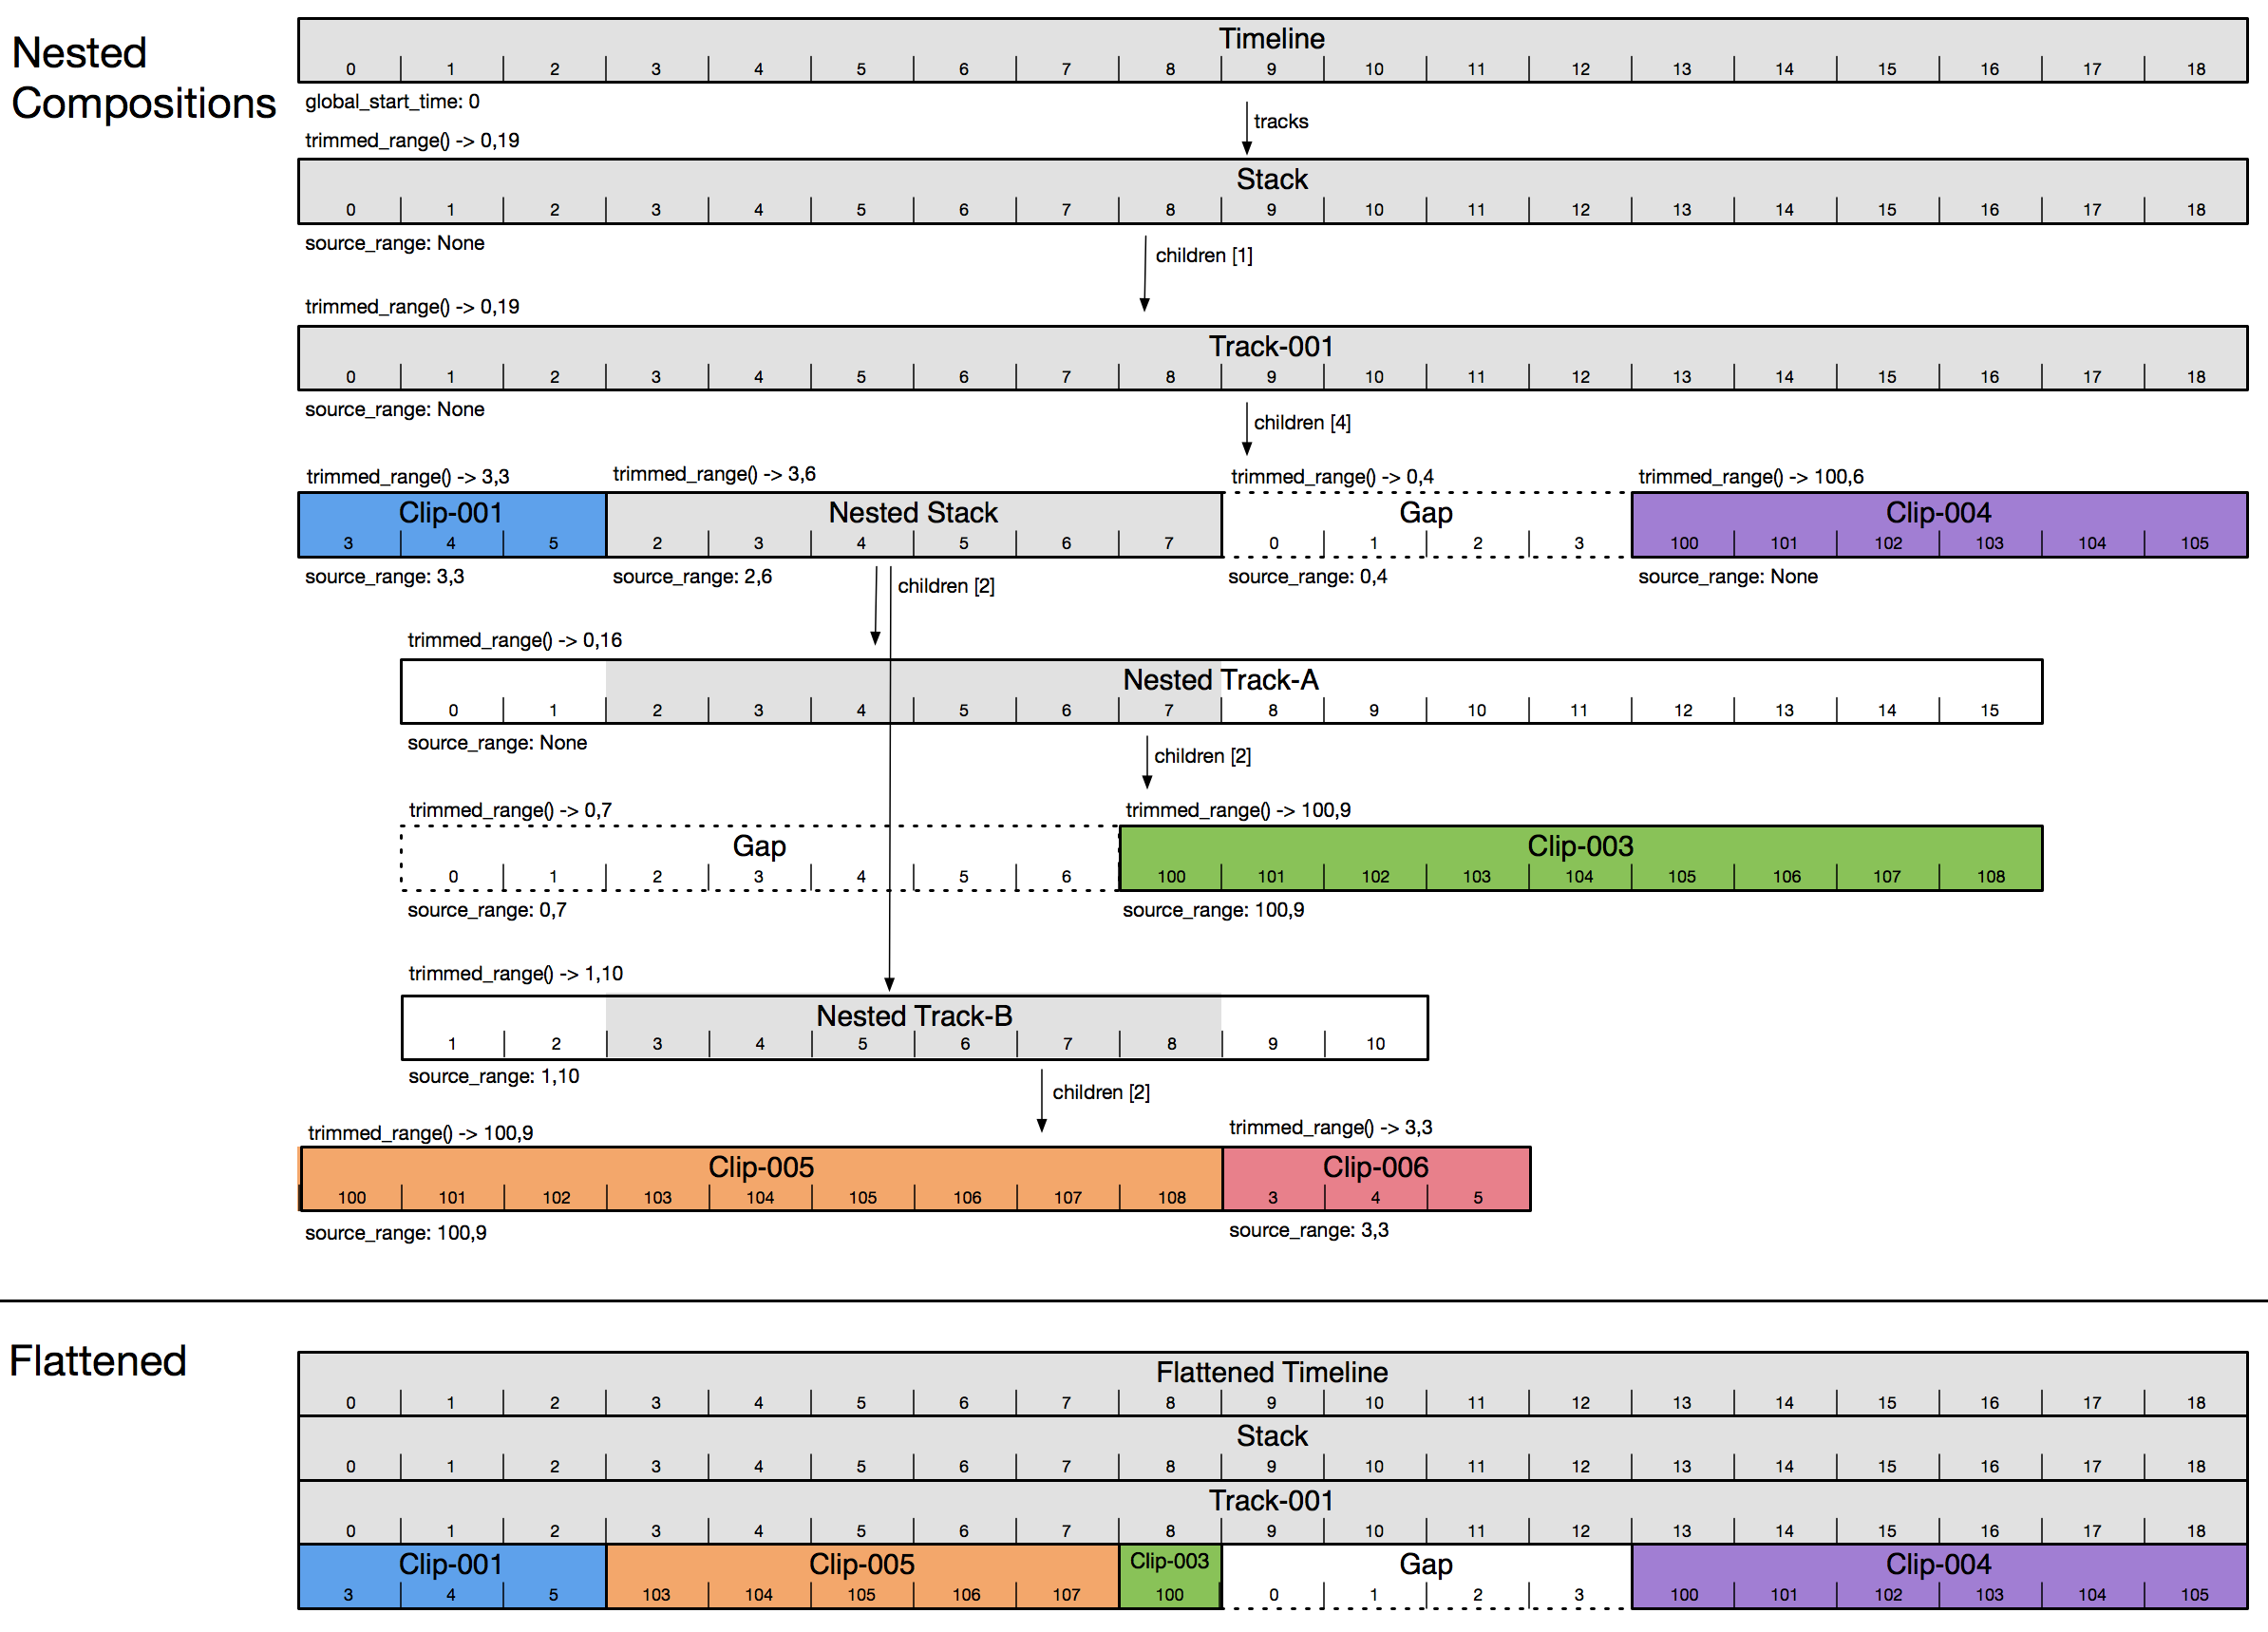 Nested
Compositions
Timeline
0 1 2 3 4 5 6 7 8 9 10 11 12 13 14 15 16 17 18
global_start_time: 0
tracks
trimmed_range() -> 0,19
Stack
0 1 2 3 4 5 6 7 8 9 10 11 12 13 14 15 16 17 18
source_range: None
children [1]
trimmed_range() -> 0,19
Track-001
0 1 2 3 4 5 6 7 8 9 10 11 12 13 14 15 16 17 18
source_range: None
children [4]
trimmed_range() -> 3,3 trimmed_range() -> 3,6 trimmed_range() -> 0,4 trimmed_range() -> 100,6
Clip-001 Nested Stack Gap Clip-004
3 4 5 2 3 4 5 6 7 0 1 2 3 100 101 102 103 104 105
source_range: 3,3 source_range: 2,6 source_range: 0,4 source_range: None
children [2]
trimmed_range() -> 0,16
Nested Track-A
0 1 2 3 4 5 6 7 8 9 10 11 12 13 14 15
source_range: None
children [2]
trimmed_range() -> 0,7 trimmed_range() -> 100,9
Gap Clip-003
0 1 2 3 4 5 6 100 101 102 103 104 105 106 107 108
source_range: 0,7 source_range: 100,9
trimmed_range() -> 1,10
Nested Track-B
1 2 3 4 5 6 7 8 9 10
source_range: 1,10
children [2]
trimmed_range() -> 100,9 trimmed_range() -> 3,3
Clip-005 Clip-006
100 101 102 103 104 105 106 107 108 3 4 5
source_range: 100,9 source_range: 3,3
Flattened
Flattened Timeline
0 1 2 3 4 5 6 7 8 9 10 11 12 13 14 15 16 17 18
Stack
0 1 2 3 4 5 6 7 8 9 10 11 12 13 14 15 16 17 18
Track-001
0 1 2 3 4 5 6 7 8 9 10 11 12 13 14 15 16 17 18
Clip-001 Clip-005 Clip-003 Gap Clip-004
3 4 5 103 104 105 106 107 100 0 1 2 3 100 101 102 103 104 105